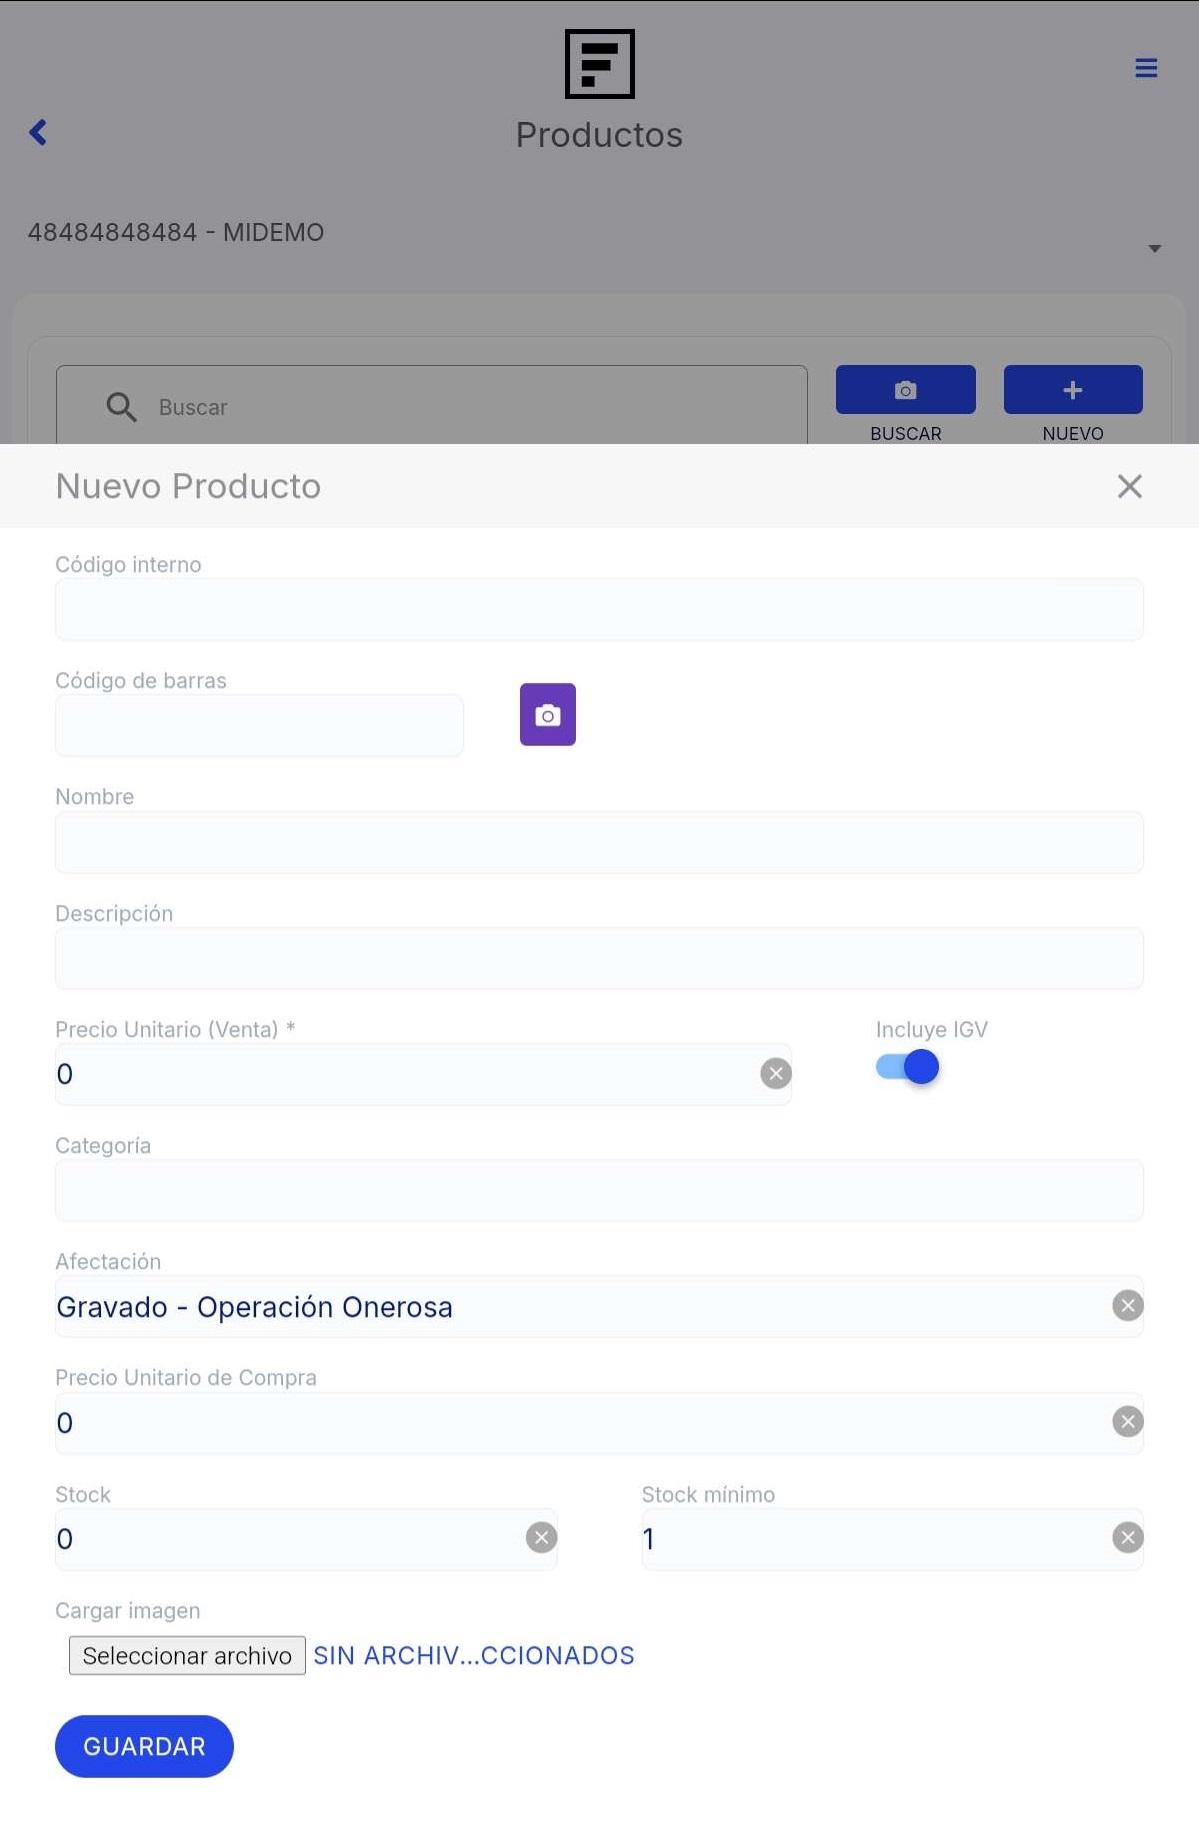 Productos
48484848484 - MIDEMO
Buscar
BUSCAR
NUEVO
Nuevo Producto
Código interno
Código de barras
Nombre
Descripción
Precio Unitario (Venta) *
Incluye IGV
0
Categoría
Afectación
Gravado - Operación Onerosa
Precio Unitario de Compra
0
Stock
Stock mínimo
0
1
Cargar imagen
Seleccionar archivo SIN ARCHIV...CCIONADOS
GUARDAR